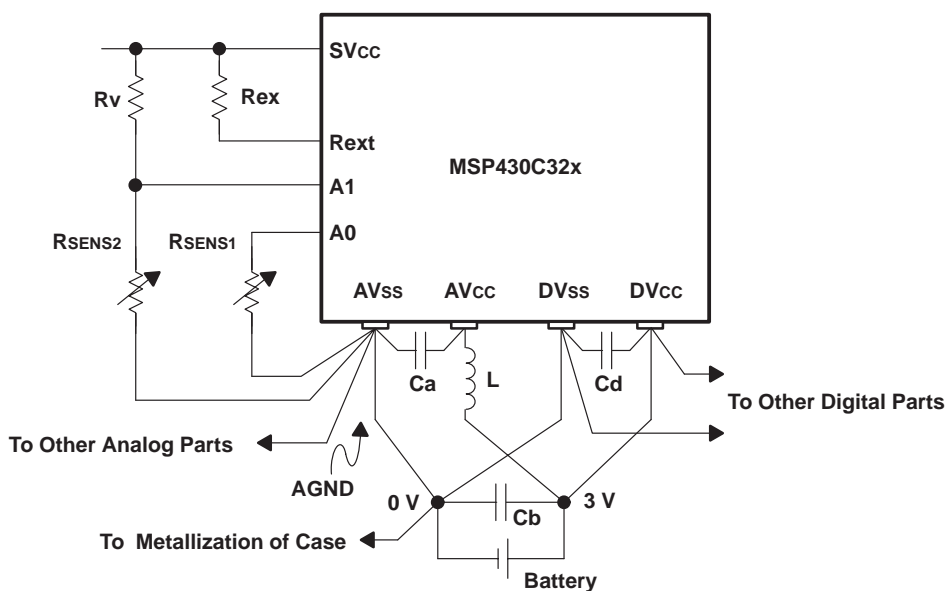 SVCC
Rv
Rex
Rext
MSP430C32x
A1
RSENS2
RSENS1
A0
AVSS
AVCC
DVSS
DVCC
Ca
L
Cd
To Other Digital Parts
To Other Analog Parts
AGND
0 V
3 V
Cb
To Metallization of Case
Battery